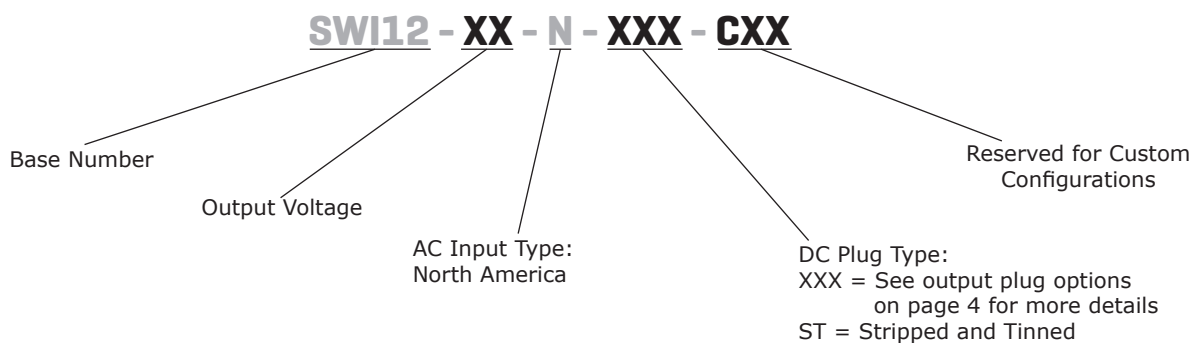 SWI12 - XX - N - XXX - CXX
Base Number
Output Voltage
AC Input Type:
North America
DC Plug Type:
XXX = See output plug options
on page 4 for more details
ST = Stripped and Tinned
Reserved for Custom
Configurations